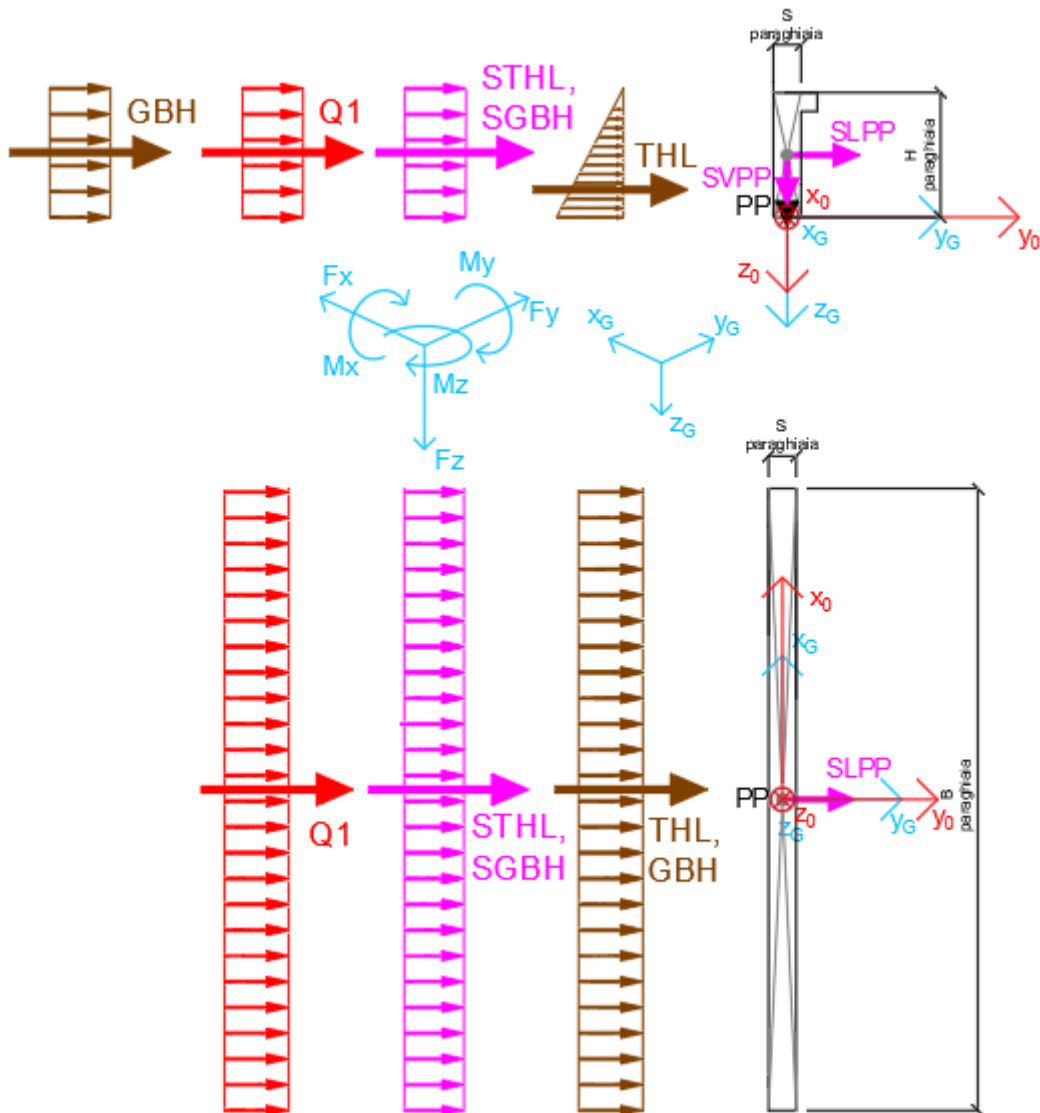 S
paraghiaia
GBH
Q1
STHL,
SGBH
THL
SLPP
SVPP
H
paraghiaia
PP
x0
xG
yG
y0
z0
zG
Fx
My
Fy
Mx
Mz
Fz
xG
yG
zG
S
paraghiaia
x0
xG
SLPP
PP
z0
zG
yG
y0
B
paraghiaia
Q1
STHL,
SGBH
THL,
GBH